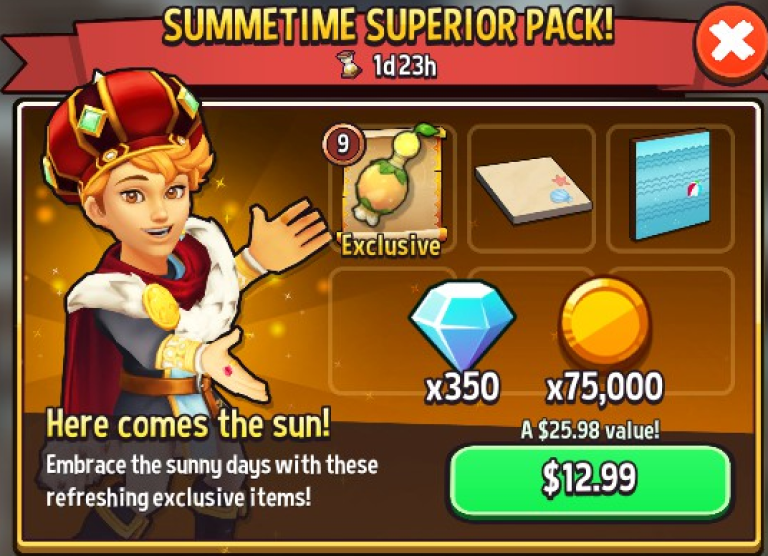 SUMMETIME SUPERIOR PACK!
1d 23h
9
Exclusive
x350
x75,000
Here comes the sun!
A $25.98 value!
Embrace the sunny days with these
refreshing exclusive items!
$12.99